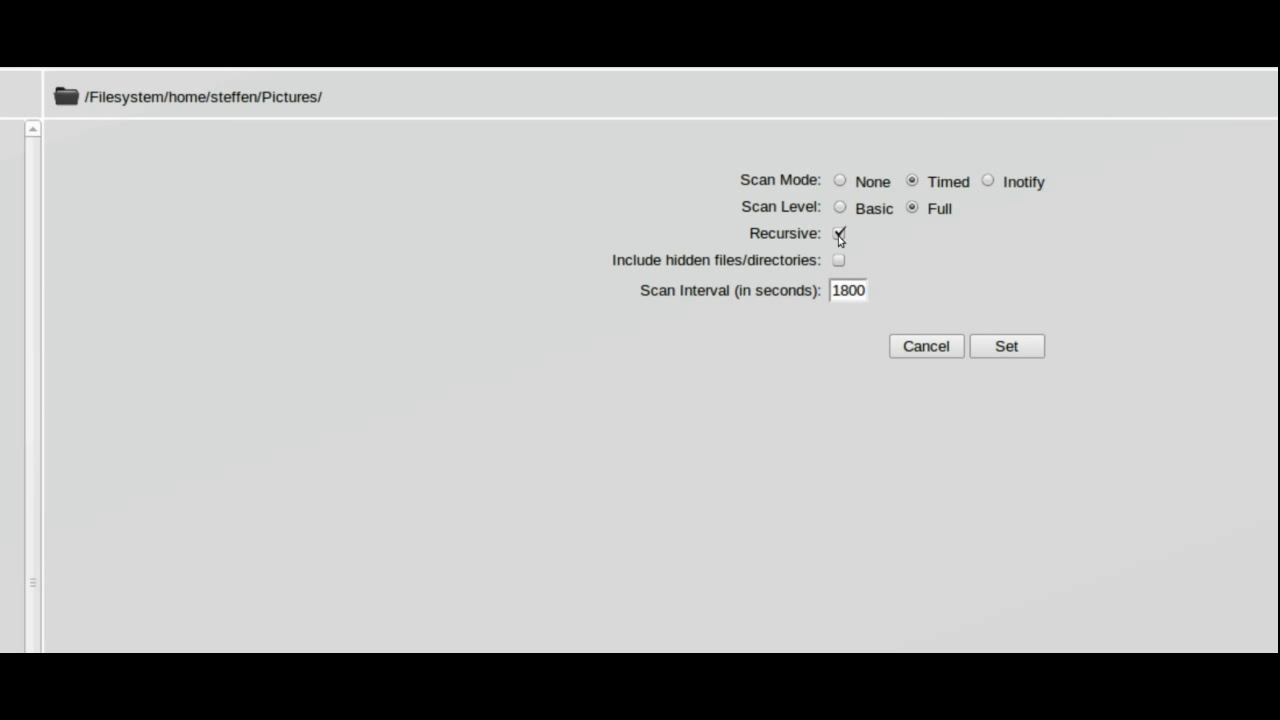 /Filesystem/home/steffen/Pictures/
Scan Mode: None Timed Inotify
Scan Level: Basic Full
Recursive:
Include hidden files/directories:
Scan Interval (in seconds): 1800
Cancel Set